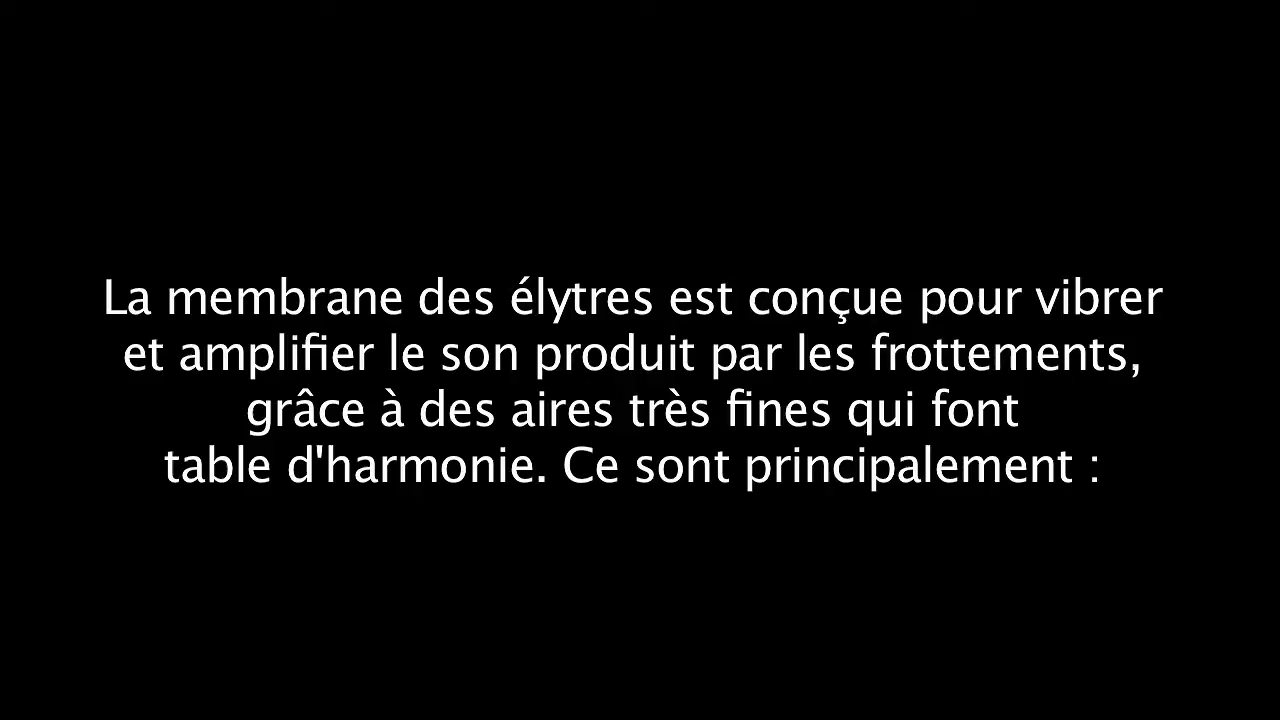 La membrane des élytres est conçue pour vibrer
et amplifier le son produit par les frottements,
grâce à des aires très fines qui font
table d'harmonie. Ce sont principalement :